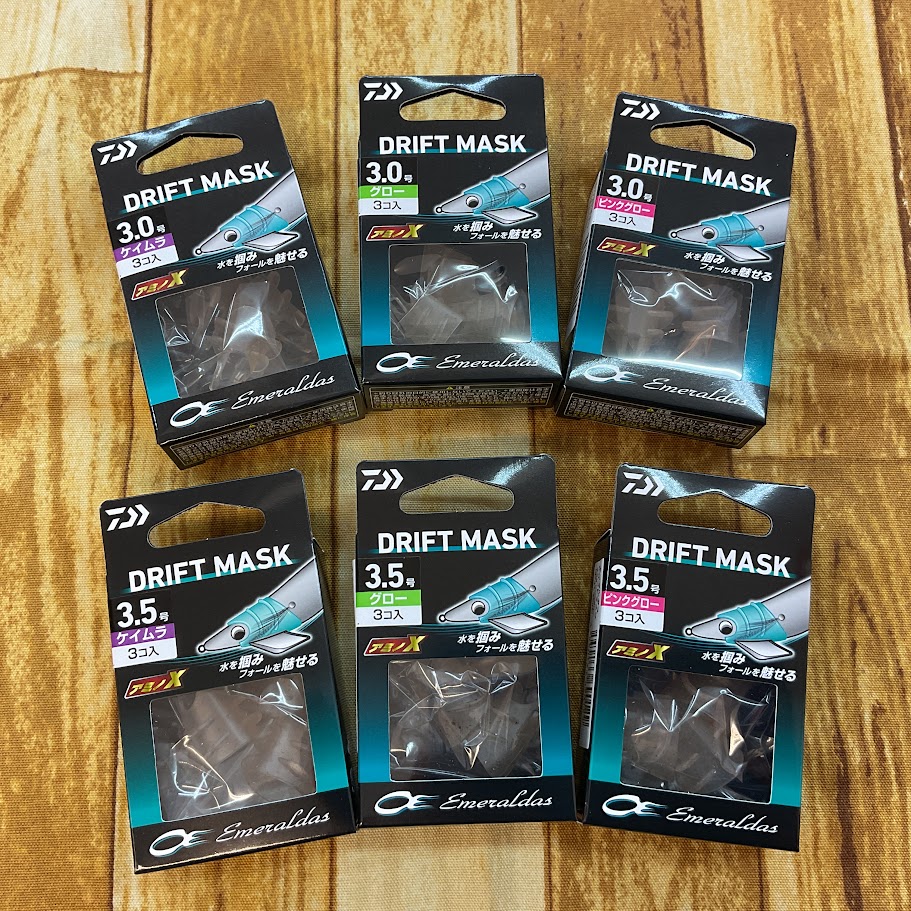 DRIFT MASK
3.0号
ケイムラ
3コ入
アミノX
水を掴み
フォールを魅せる
Emeraldas
DRIFT MASK
3.0号
グロー
3コ入
アミノX
水を掴み
フォールを魅せる
Emeraldas
DRIFT MASK
3.0号
ピンクグロー
3コ入
アミノX
水を掴み
フォールを魅せる
Emeraldas
DRIFT MASK
3.5号
ケイムラ
3コ入
アミノX
水を掴み
フォールを魅せる
Emeraldas
DRIFT MASK
3.5号
グロー
3コ入
アミノX
水を掴み
フォールを魅せる
Emeraldas
DRIFT MASK
3.5号
ピンクグロー
3コ入
アミノX
水を掴み
フォールを魅せる
Emeraldas